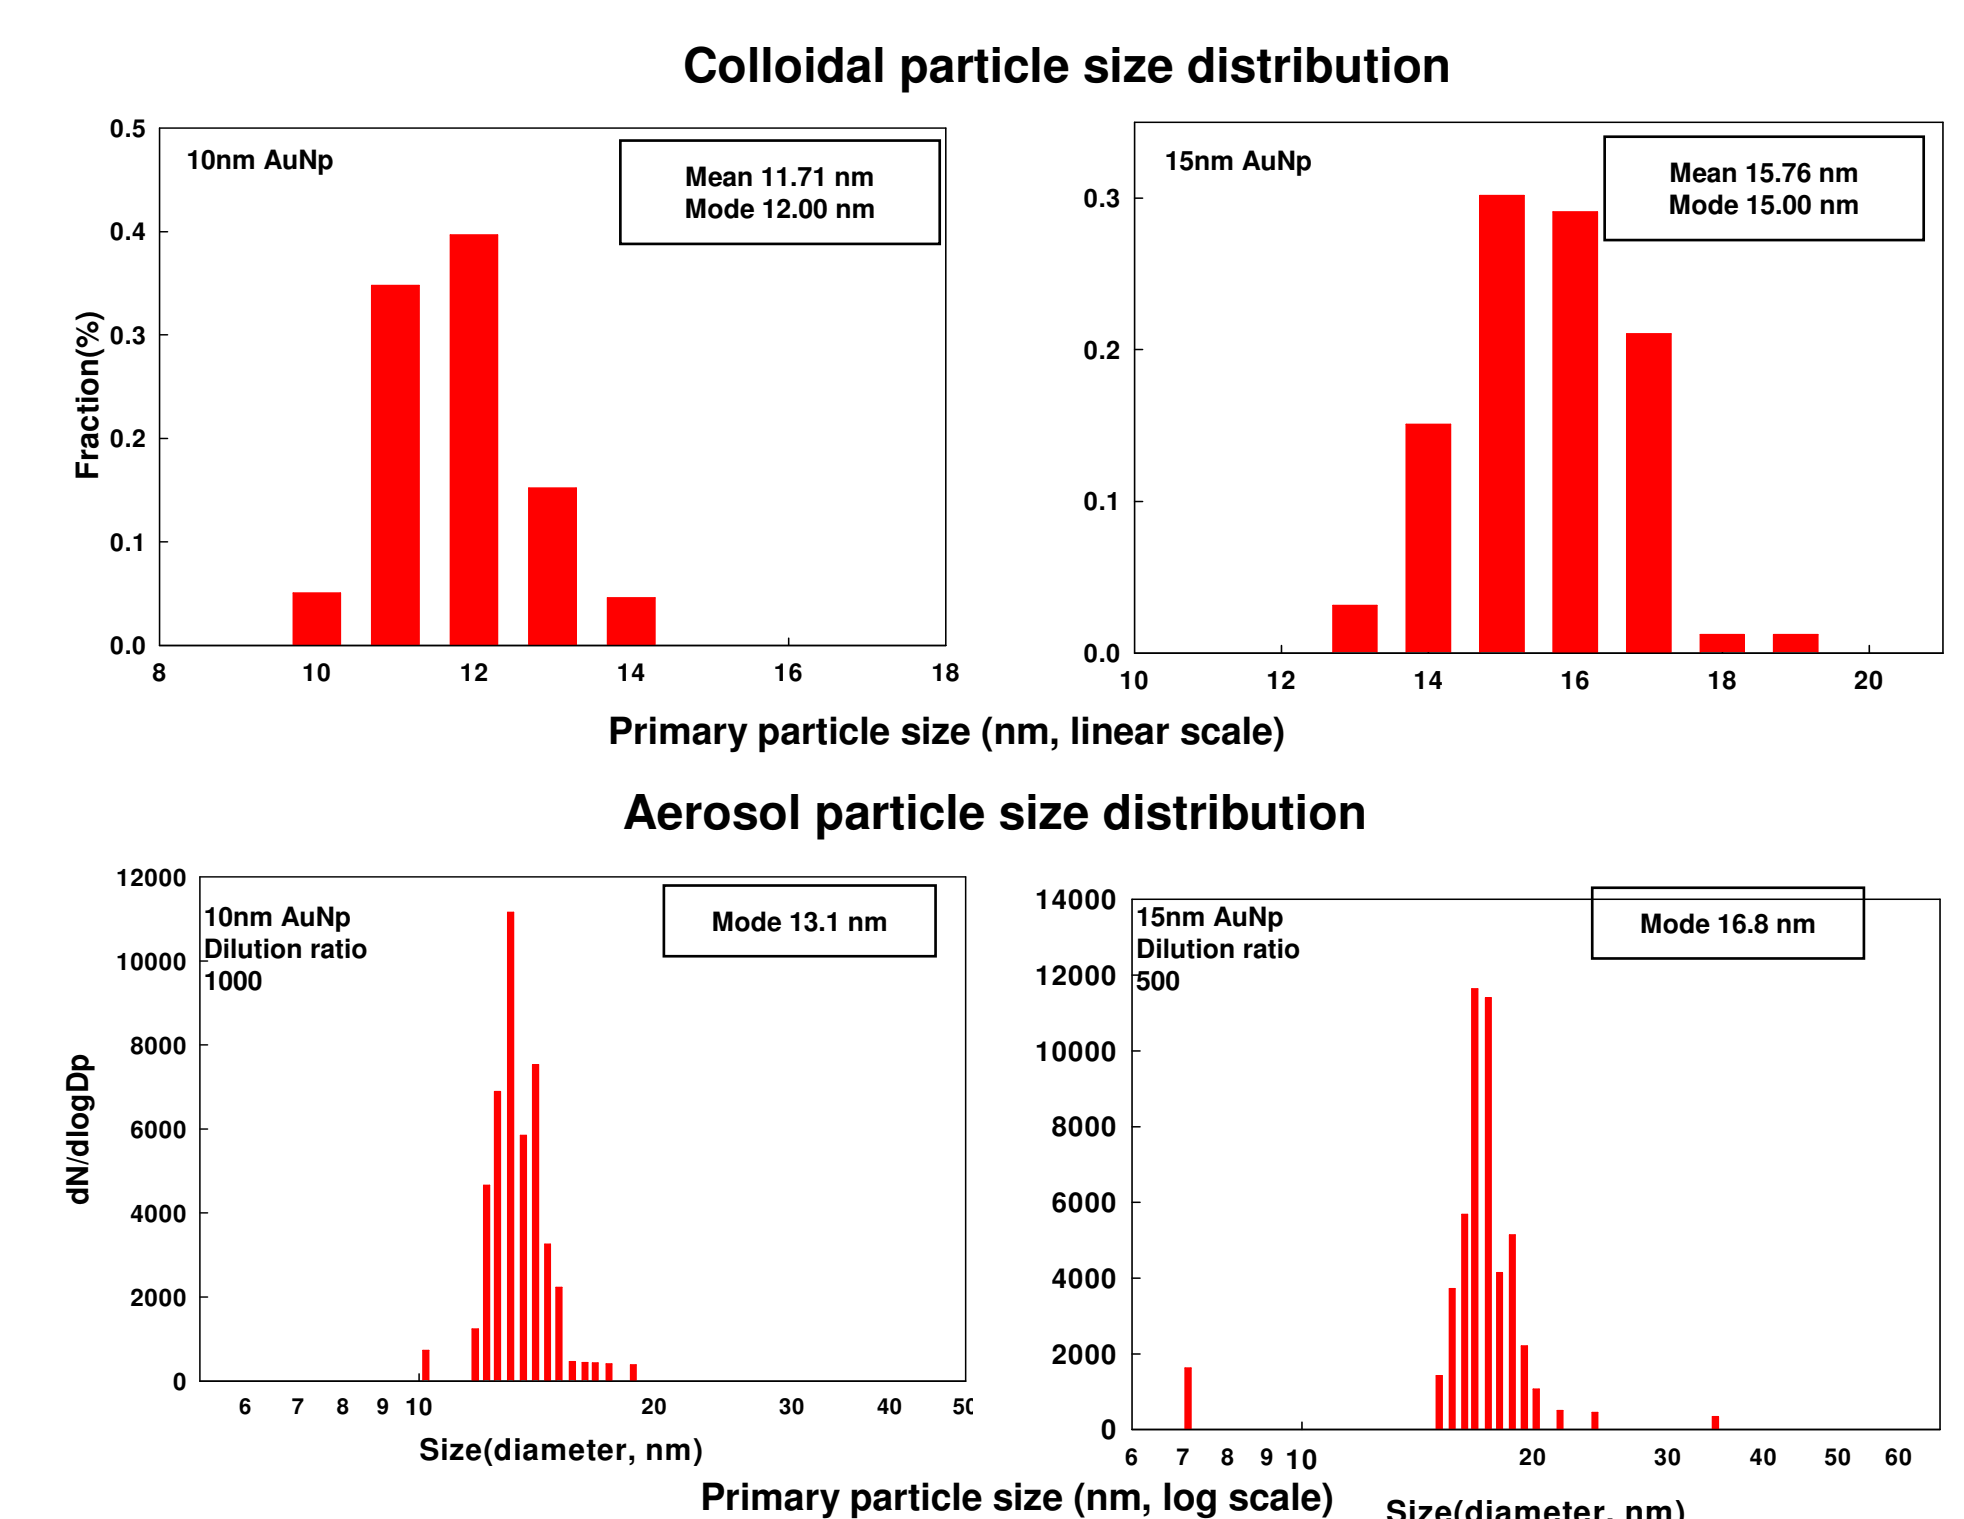 Colloidal particle size distribution
10nm AuNp
Mean 11.71 nm
Mode 12.00 nm
Fraction(%)
0.5
0.4
0.3
0.2
0.1
0.0
8 10 12 14 16 18
15nm AuNp
Mean 15.76 nm
Mode 15.00 nm
0.3
0.2
0.1
0.0
10 12 14 16 18 20
Primary particle size (nm, linear scale)
Aerosol particle size distribution
10nm AuNp
Dilution ratio
1000
Mode 13.1 nm
dN/dlogDp
12000
10000
8000
6000
4000
2000
0
6 7 8 9 10 20 30 40 50
Size(diameter, nm)
15nm AuNp
Dilution ratio
500
Mode 16.8 nm
14000
12000
10000
8000
6000
4000
2000
0
6 7 8 9 10 20 30 40 50 60
Primary particle size (nm, log scale)
Size(diameter, nm)